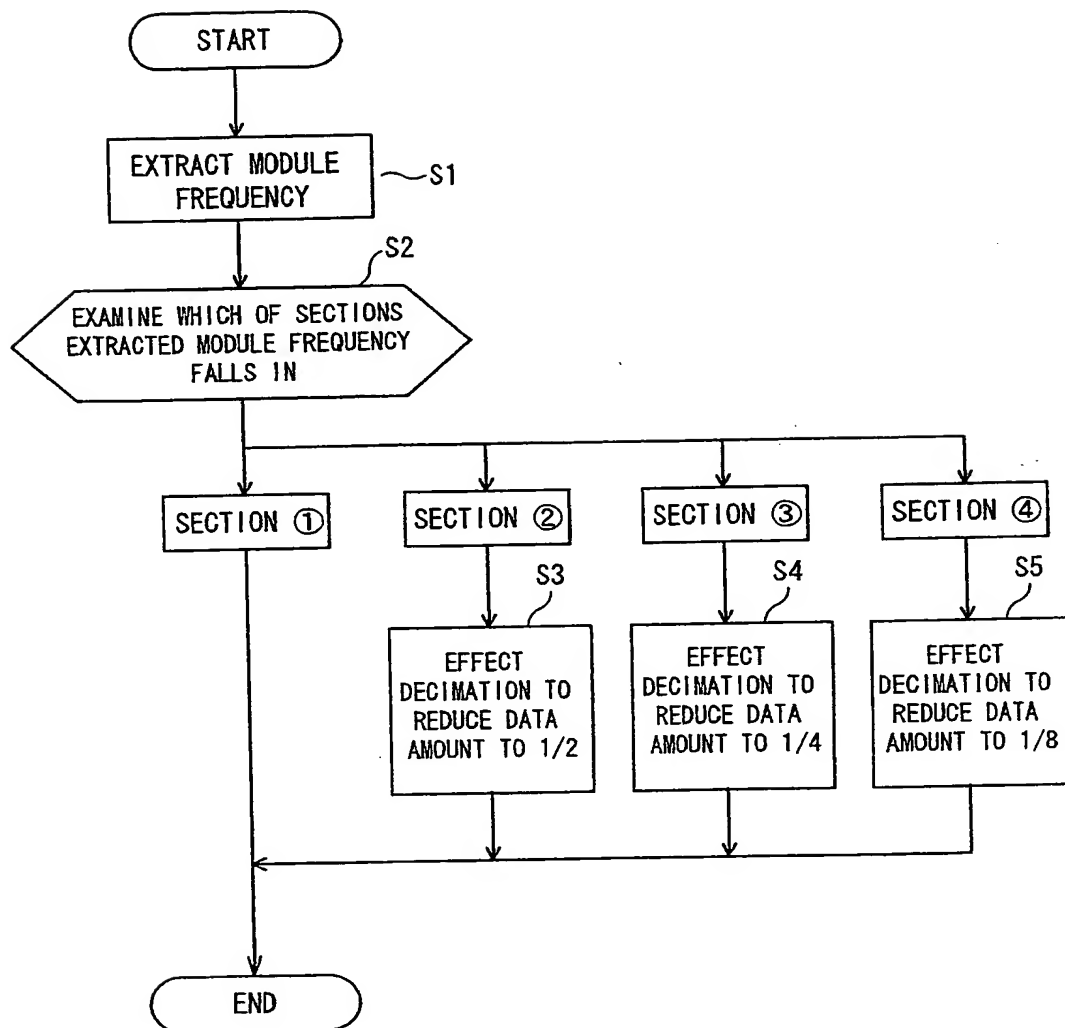 START
EXTRACT MODULE
FREQUENCY
S1
S2
EXAMINE WHICH OF SECTIONS
EXTRACTED MODULE FREQUENCY
FALLS IN
SECTION ①
SECTION ②
SECTION ③
SECTION ④
S3
S4
S5
EFFECT
DECIMATION TO
REDUCE DATA
AMOUNT TO 1/2
EFFECT
DECIMATION TO
REDUCE DATA
AMOUNT TO 1/4
EFFECT
DECIMATION TO
REDUCE DATA
AMOUNT TO 1/8
END